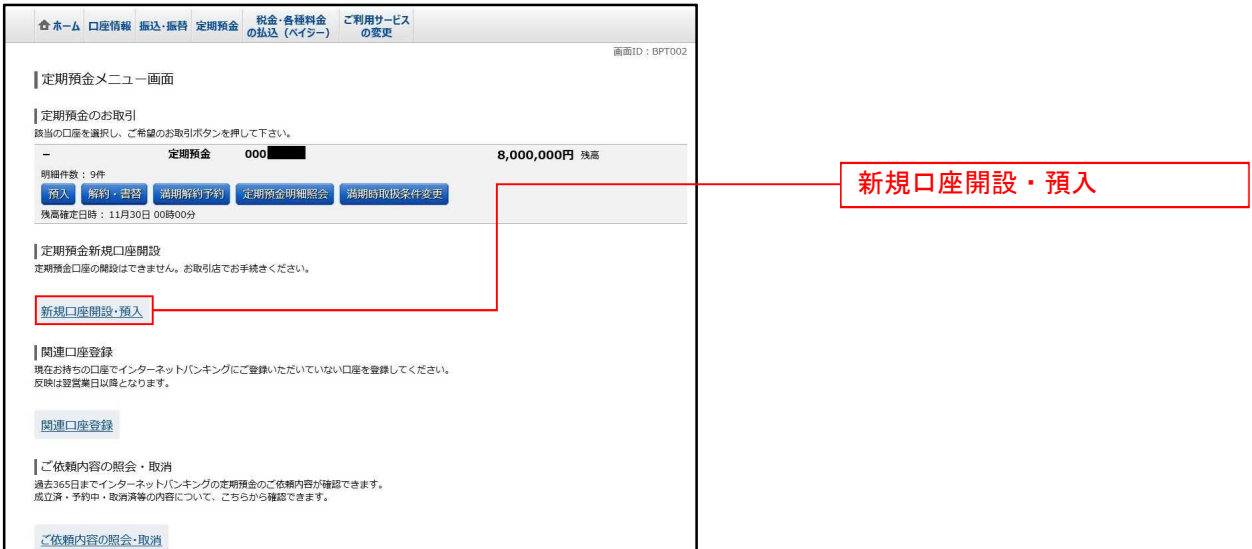 ホーム 口座情報 振込・振替 定期預金 税金・各種料金の払込（ペイジー） ご利用サービスの変更
画面ID：BPT002
定期預金メニュー画面
定期預金のお取引
該当の口座を選択し、ご希望のお取引ボタンを押して下さい。
− 定期預金 000 8,000,000円 残高
明細件数： 9件
預入 解約・書替 満期解約予約 定期預金明細照会 満期時取扱条件変更
残高確定日時： 11月30日 00時00分
新規口座開設・預入
定期預金新規口座開設
定期預金口座の開設はできません。お取引店でお手続きください。
新規口座開設・預入
関連口座登録
現在お持ちの口座でインターネットバンキングにご登録いただいていない口座を登録してください。
反映は翌営業日以降となります。
関連口座登録
ご依頼内容の照会・取消
過去365日までインターネットバンキングの定期預金のご依頼内容が確認できます。
成立済・予約中・取消済等の内容について、こちらから確認できます。
ご依頼内容の照会・取消